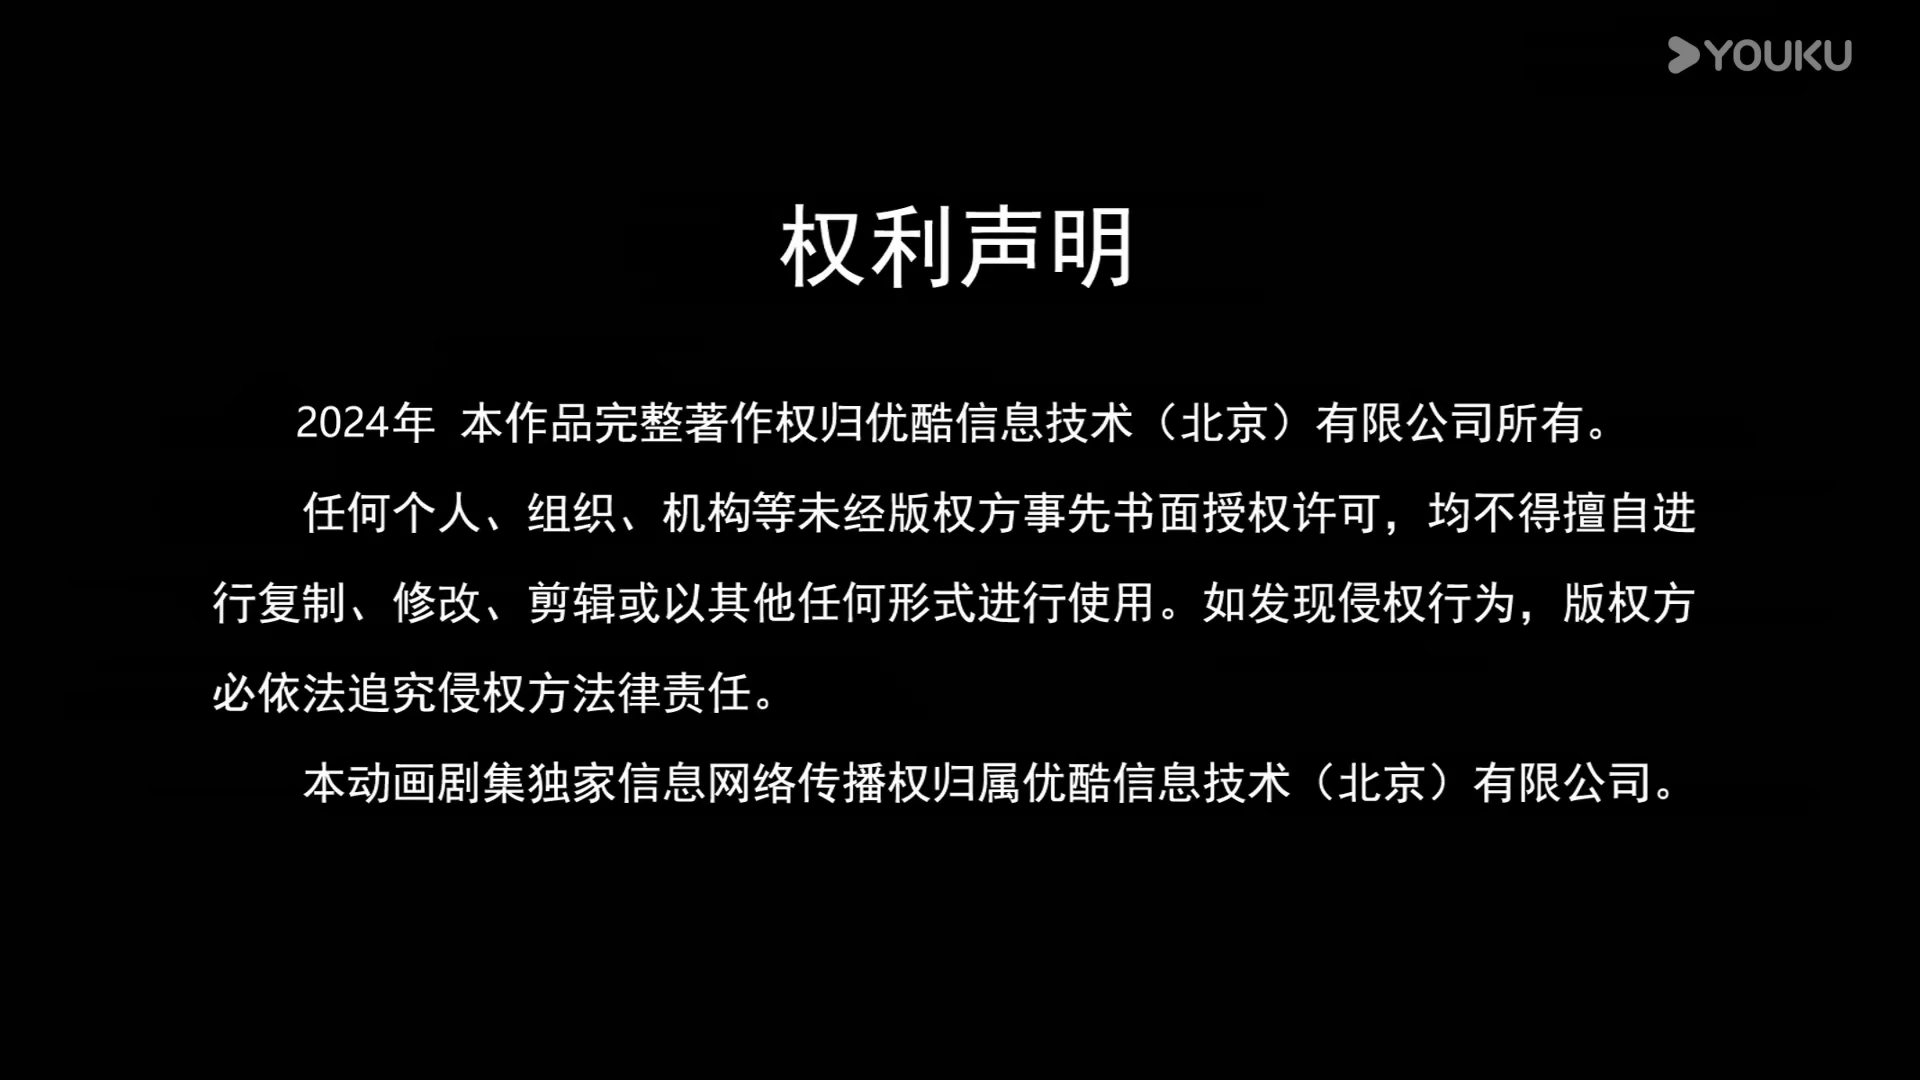 YOUKU
权利声明
2024年 本作品完整著作权归优酷信息技术（北京）有限公司所有。
任何个人、组织、机构等未经版权方事先书面授权许可，均不得擅自进
行复制、修改、剪辑或以其他任何形式进行使用。如发现侵权行为，版权方
必依法追究侵权方法律责任。
本动画剧集独家信息网络传播权归属优酷信息技术（北京）有限公司。